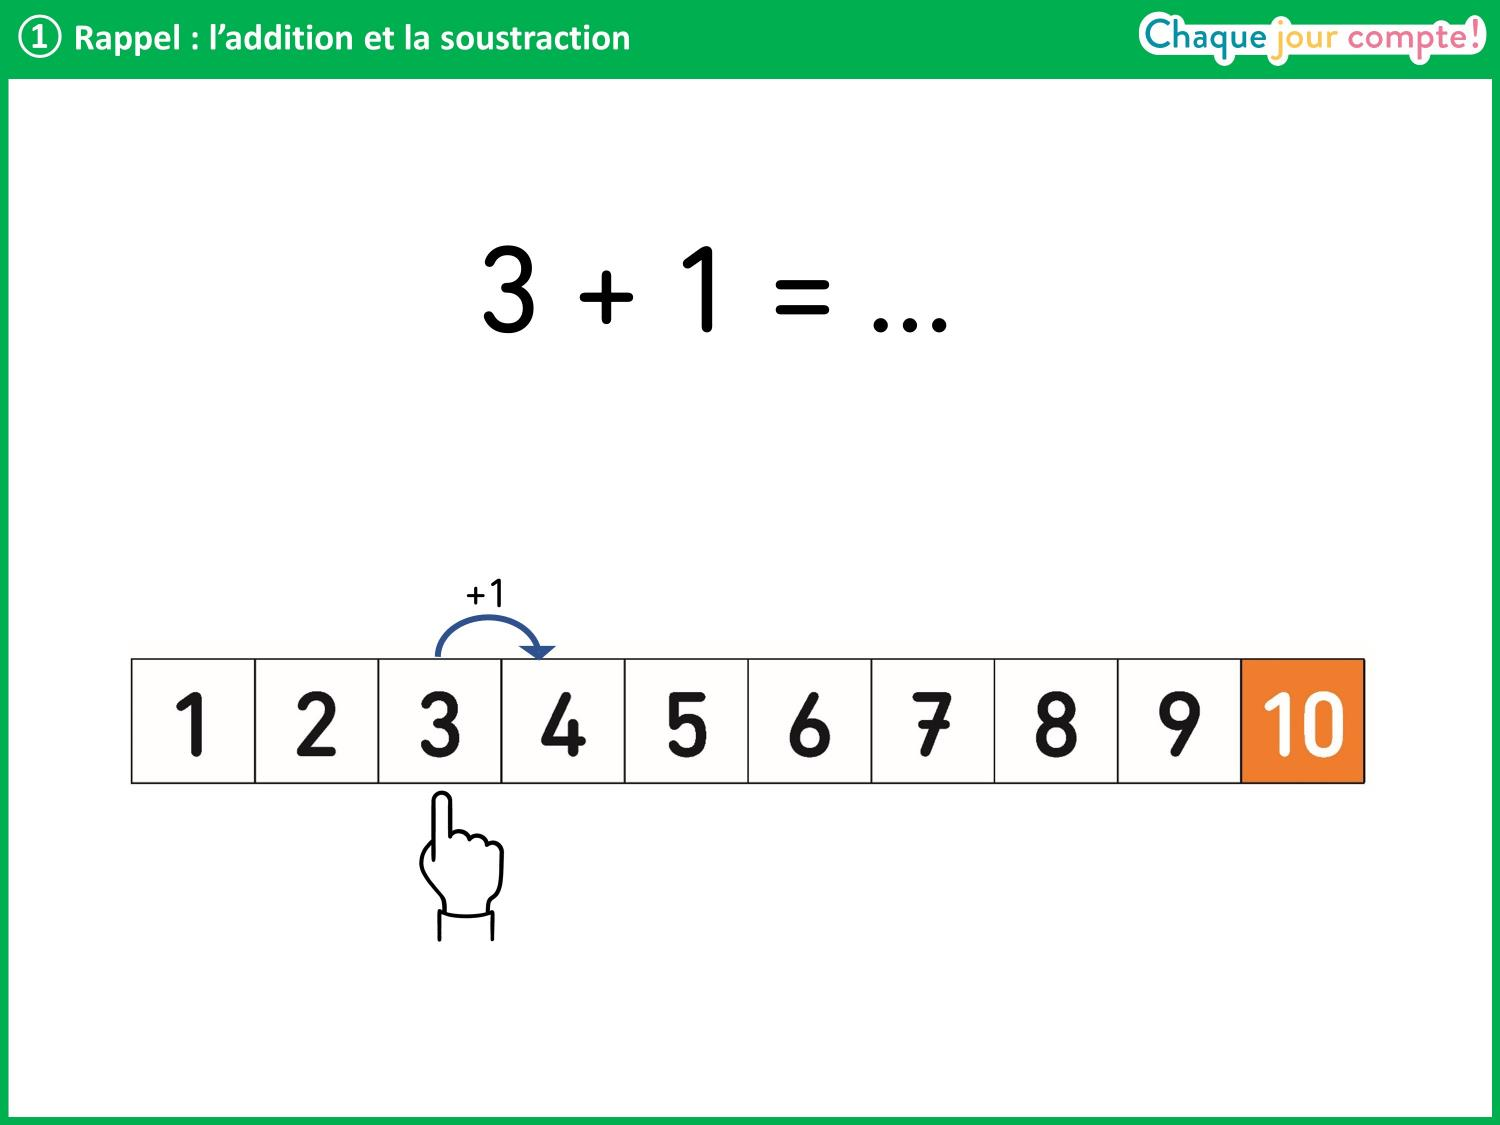 ① Rappel : l’addition et la soustraction
Chaque jour compte!
3 + 1 = ...
+1
1 2 3 4 5 6 7 8 9 10